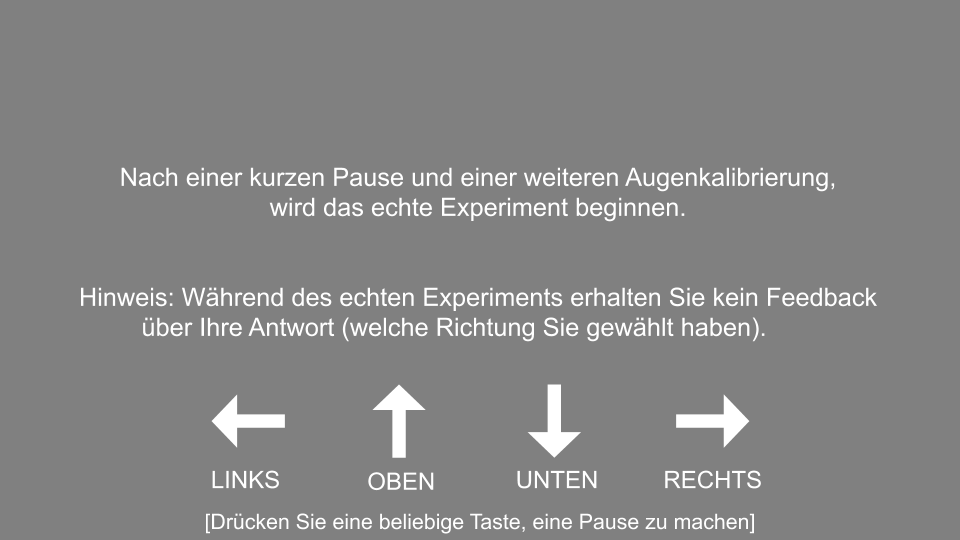 Nach einer kurzen Pause und einer weiteren Augenkalibrierung,
wird das echte Experiment beginnen.
Hinweis: Während des echten Experiments erhalten Sie kein Feedback
über Ihre Antwort (welche Richtung Sie gewählt haben).
LINKS OBEN UNTEN RECHTS
[Drücken Sie eine beliebige Taste, eine Pause zu machen]